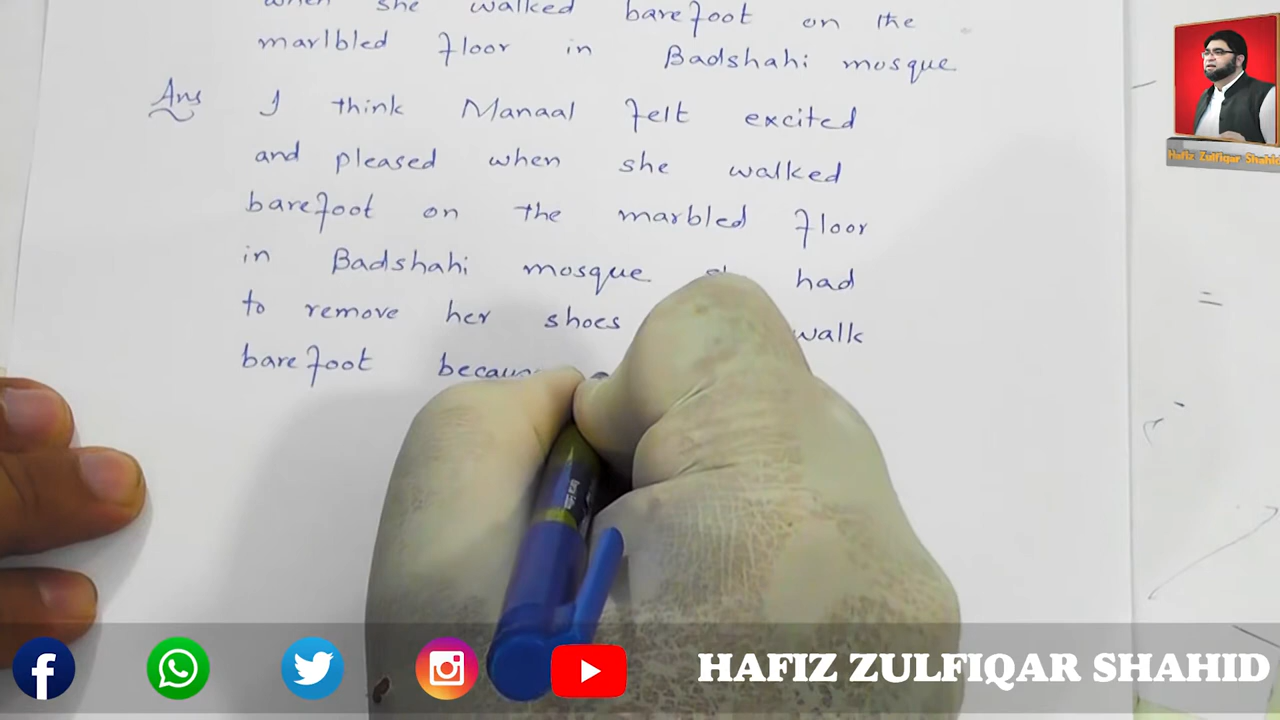 when she walked barefoot on the
marlbled floor in Badshahi mosque
Ans I think Manaal felt excited
and pleased when she walked
barefoot on the marbled floor
in Badshahi mosque had
to remove her shoes walk
barefoot
Hafiz Zulfiqar Shahid
HAFIZ ZULFIQAR SHAHID